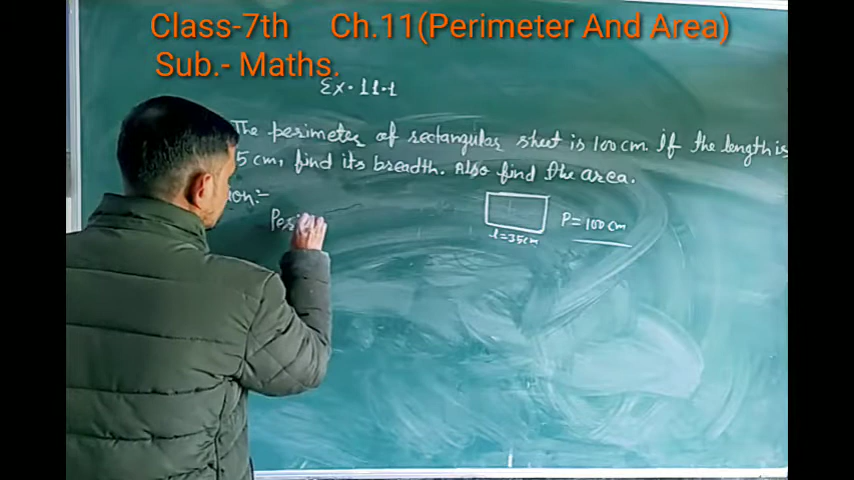 Class-7th Ch.11(Perimeter And Area)
Sub.- Maths.
Ex. 11.1
The perimeter of rectangular sheet is 100 cm. If the length is
5 cm, find its breadth. Also find the area.
ion:-
P = 100 cm
l = 35 cm